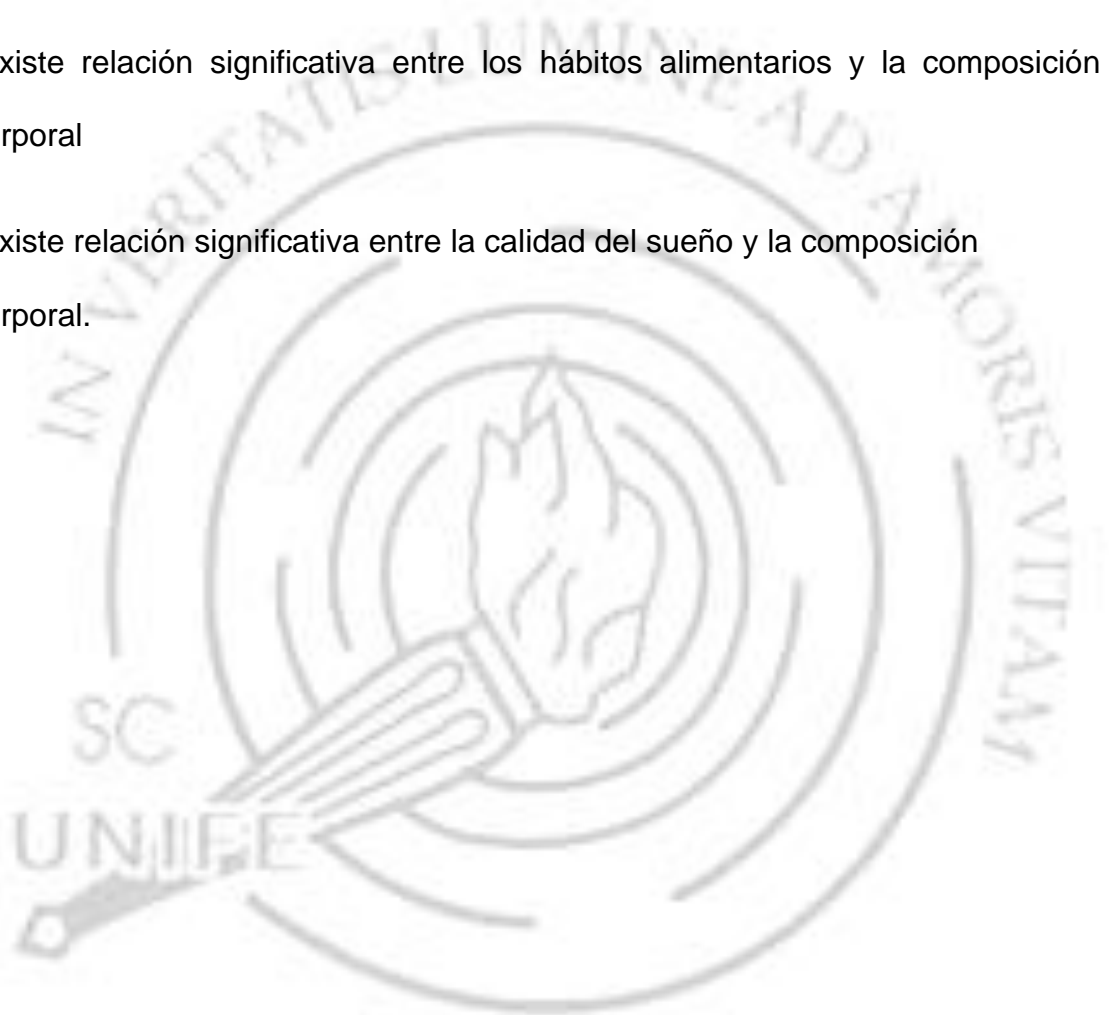 xiste relación significativa entre los hábitos alimentarios y la composición
rporal
xiste relación significativa entre la calidad del sueño y la composición
rporal.
IN VERITATIS LUMINE AD AMORIS VITAM
SC
UNIFE